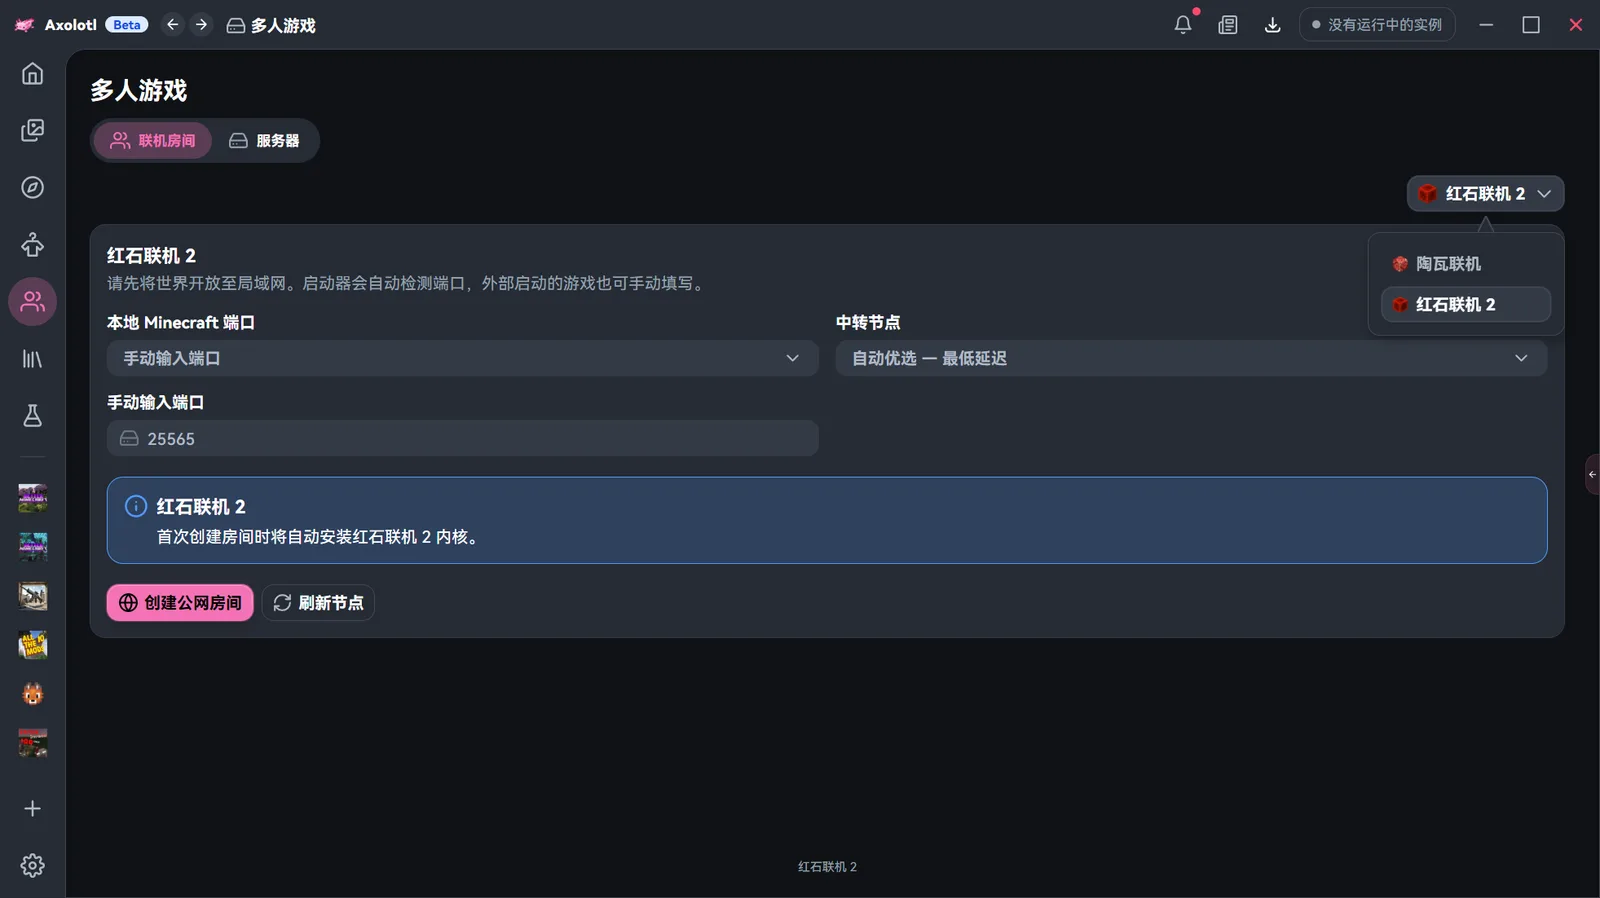 Axolotl Beta 多人游戏 没有运行中的实例
多人游戏
联机房间 服务器
红石联机 2
陶瓦联机
红石联机 2
红石联机 2
请先将世界开放至局域网。启动器会自动检测端口，外部启动的游戏也可手动填写。
本地 Minecraft 端口
手动输入端口
中转节点
自动优选 — 最低延迟
手动输入端口
25565
红石联机 2
首次创建房间时将自动安装红石联机 2 内核。
创建公网房间 刷新节点
ALL
THE
MODS
红石联机 2